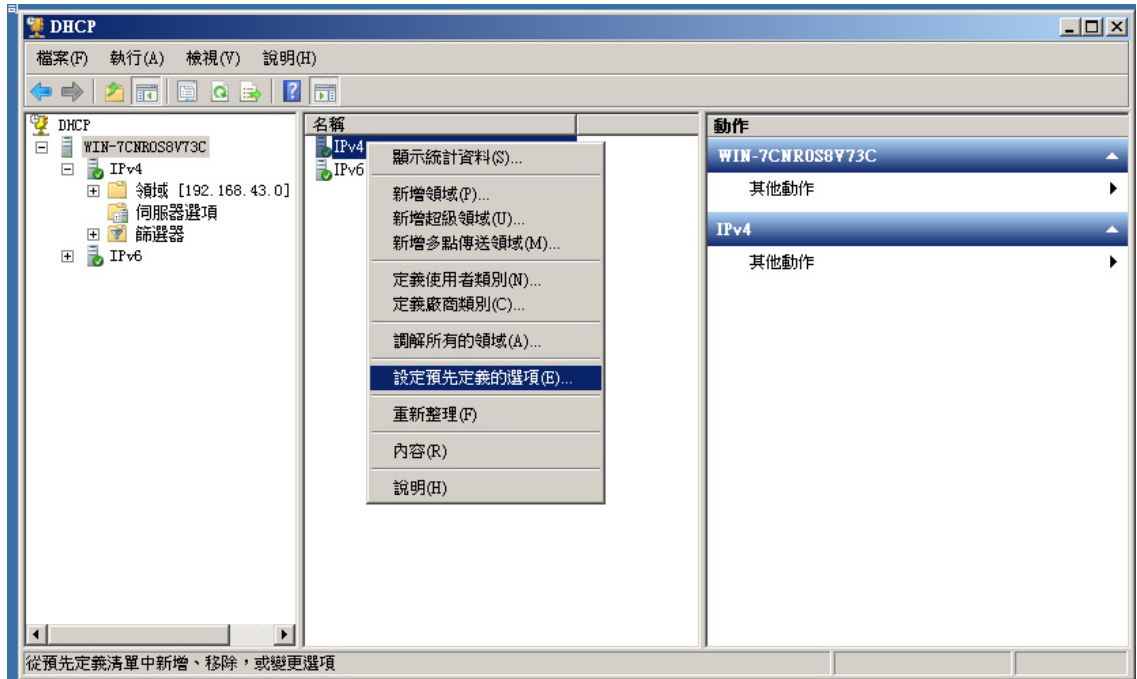 DHCP
檔案(F) 執行(A) 檢視(V) 說明(H)
DHCP
WIN-7CNR0S8V73C
IPv4
領域 [192.168.43.0]
伺服器選項
篩選器
IPv6
名稱
IPv4
IPv6
顯示統計資料(S)...
新增領域(P)...
新增超級領域(U)...
新增多點傳送領域(M)...
定義使用者類別(N)...
定義廠商類別(C)...
調解所有的領域(A)...
設定預先定義的選項(E)...
重新整理(F)
內容(R)
說明(H)
動作
WIN-7CNR0S8V73C
其他動作
IPv4
其他動作
從預先定義清單中新增、移除，或變更選項